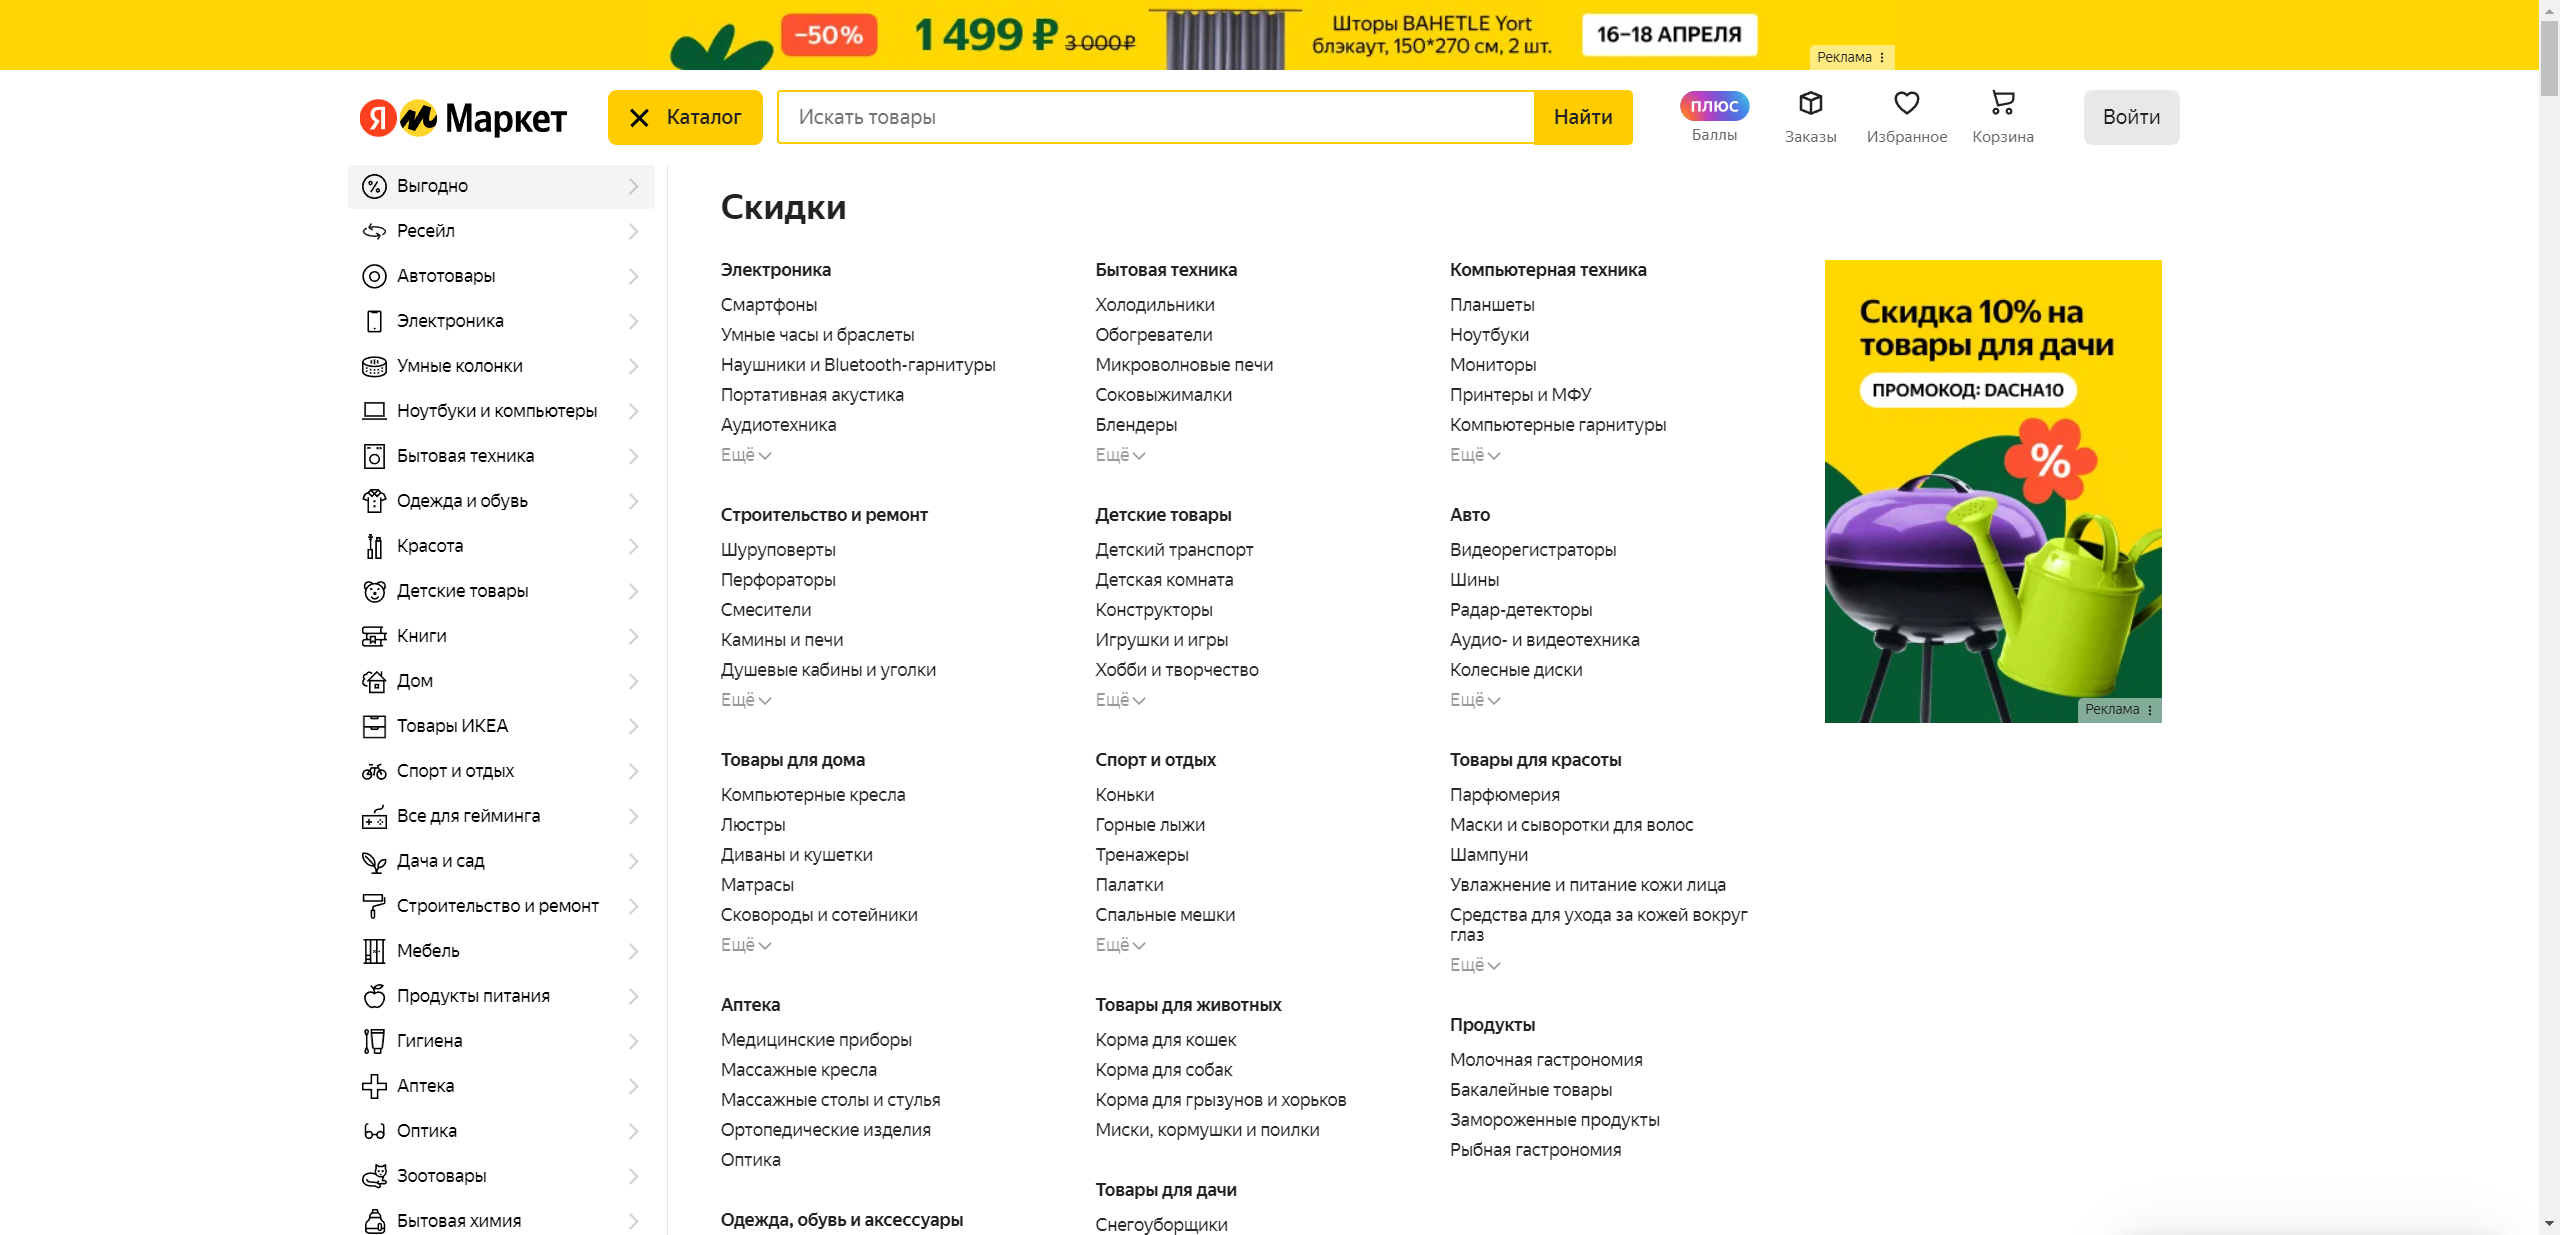 –50%
1 499 ₽ 3 000 ₽
Шторы BAHETLE Yort
блэкаут, 150*270 см, 2 шт.
16–18 АПРЕЛЯ
Реклама
Я Маркет
Каталог
Искать товары
Найти
ПЛЮС
Баллы
Заказы
Избранное
Корзина
Войти
Выгодно
Ресейл
Автотовары
Электроника
Умные колонки
Ноутбуки и компьютеры
Бытовая техника
Одежда и обувь
Красота
Детские товары
Книги
Дом
Товары ИКЕА
Спорт и отдых
Все для гейминга
Дача и сад
Строительство и ремонт
Мебель
Продукты питания
Гигиена
Аптека
Оптика
Зоотовары
Бытовая химия
Скидки
Электроника
Смартфоны
Умные часы и браслеты
Наушники и Bluetooth-гарнитуры
Портативная акустика
Аудиотехника
Ещё
Строительство и ремонт
Шуруповерты
Перфораторы
Смесители
Камины и печи
Душевые кабины и уголки
Ещё
Товары для дома
Компьютерные кресла
Люстры
Диваны и кушетки
Матрасы
Сковороды и сотейники
Ещё
Аптека
Медицинские приборы
Массажные кресла
Массажные столы и стулья
Ортопедические изделия
Оптика
Одежда, обувь и аксессуары
Бытовая техника
Холодильники
Обогреватели
Микроволновые печи
Соковыжималки
Блендеры
Ещё
Детские товары
Детский транспорт
Детская комната
Конструкторы
Игрушки и игры
Хобби и творчество
Ещё
Спорт и отдых
Коньки
Горные лыжи
Тренажеры
Палатки
Спальные мешки
Ещё
Товары для животных
Корма для кошек
Корма для собак
Корма для грызунов и хорьков
Миски, кормушки и поилки
Товары для дачи
Снегоуборщики
Компьютерная техника
Планшеты
Ноутбуки
Мониторы
Принтеры и МФУ
Компьютерные гарнитуры
Ещё
Авто
Видеорегистраторы
Шины
Радар-детекторы
Аудио- и видеотехника
Колесные диски
Ещё
Товары для красоты
Парфюмерия
Маски и сыворотки для волос
Шампуни
Увлажнение и питание кожи лица
Средства для ухода за кожей вокруг
глаз
Ещё
Продукты
Молочная гастрономия
Бакалейные товары
Замороженные продукты
Рыбная гастрономия
Скидка 10% на
товары для дачи
ПРОМОКОД: DACHA10
%
Реклама